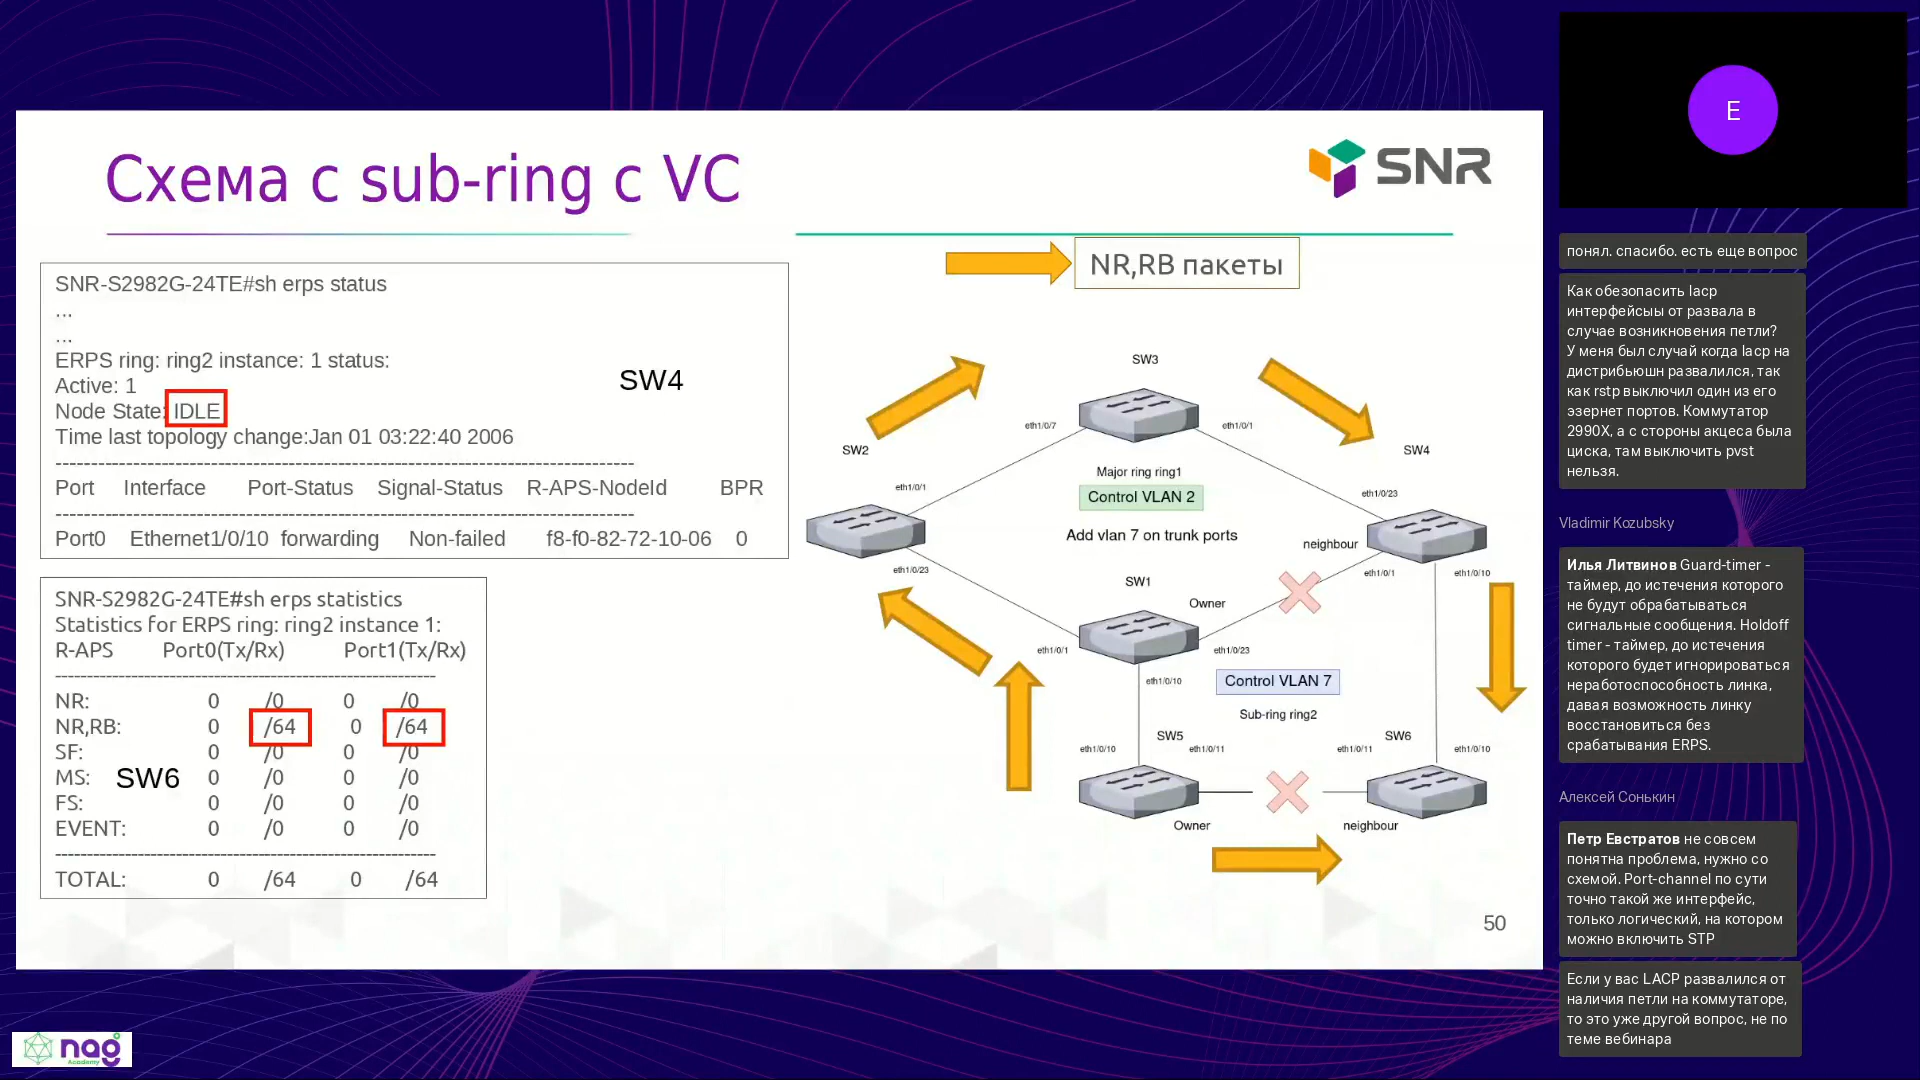 Схема с sub-ring с VC
SNR
NR,RB пакеты
SNR-S2982G-24TE#sh erps status
...
...
ERPS ring: ring2 instance: 1 status:
Active: 1
SW4
Node State: IDLE
Time last topology change:Jan 01 03:22:40 2006
---------------------------------------------------------------------------------
Port Interface Port-Status Signal-Status R-APS-NodeId BPR
---------------------------------------------------------------------------------
Port0 Ethernet1/0/10 forwarding Non-failed f8-f0-82-72-10-06 0
SNR-S2982G-24TE#sh erps statistics
Statistics for ERPS ring: ring2 instance 1:
R-APS Port0(Tx/Rx) Port1(Tx/Rx)
---------------------------------------------------------------
NR: 0 /0 0 /0
NR,RB: 0 /64 0 /64
SF: 0 /0 0 /0
MS: 0 /0 0 /0
SW6
FS: 0 /0 0 /0
EVENT: 0 /0 0 /0
---------------------------------------------------------------
TOTAL: 0 /64 0 /64
SW3
eth1/0/7
eth1/0/1
SW2
SW4
Major ring ring1
eth1/0/1
Control VLAN 2
eth1/0/23
Add vlan 7 on trunk ports
neighbour
eth1/0/23
SW1
eth1/0/1
eth1/0/10
Owner
eth1/0/1
eth1/0/23
eth1/0/10
Control VLAN 7
Sub-ring ring2
SW5
SW6
eth1/0/10
eth1/0/11
eth1/0/11
eth1/0/10
Owner
neighbour
50
nag
Academy
E
понял. спасибо. есть еще вопрос
Как обезопасить lacp
интерфейсыы от развала в
случае возникновения петли?
У меня был случай когда lacp на
дистрибьюшн развалился, так
как rstp выключил один из его
эзернет портов. Коммутатор
2990X, а с стороны акцеса была
циска, там выключить pvst
нельзя.
Vladimir Kozubsky
Илья Литвинов Guard-timer -
таймер, до истечения которого
не будут обрабатываться
сигнальные сообщения. Holdoff
timer - таймер, до истечения
которого будет игнорироваться
неработоспособность линка,
давая возможность линку
восстановиться без
срабатывания ERPS.
Алексей Сонькин
Петр Евстратов не совсем
понятна проблема, нужно со
схемой. Port-channel по сути
точно такой же интерфейс,
только логический, на котором
можно включить STP
Если у вас LACP развалился от
наличия петли на коммутаторе,
то это уже другой вопрос, не по
теме вебинара